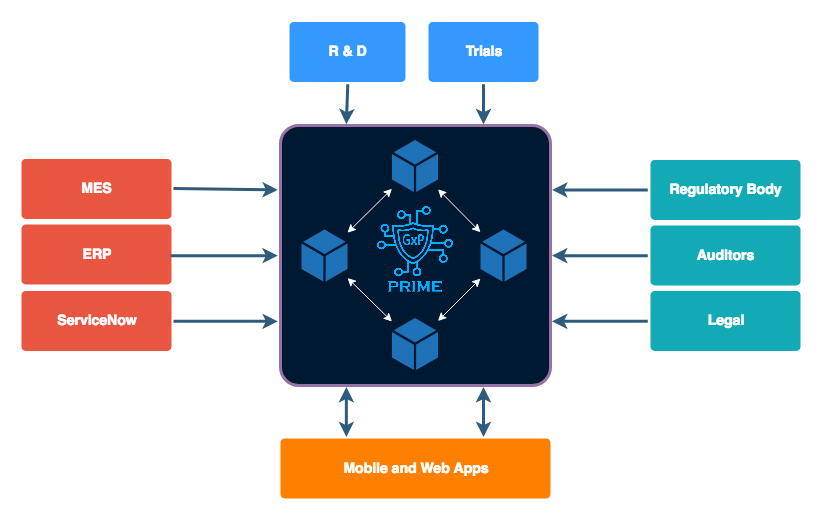 R & D
Trials
MES
Regulatory Body
GxP
ERP
Auditors
PRIME
ServiceNow
Legal
Mobile and Web Apps